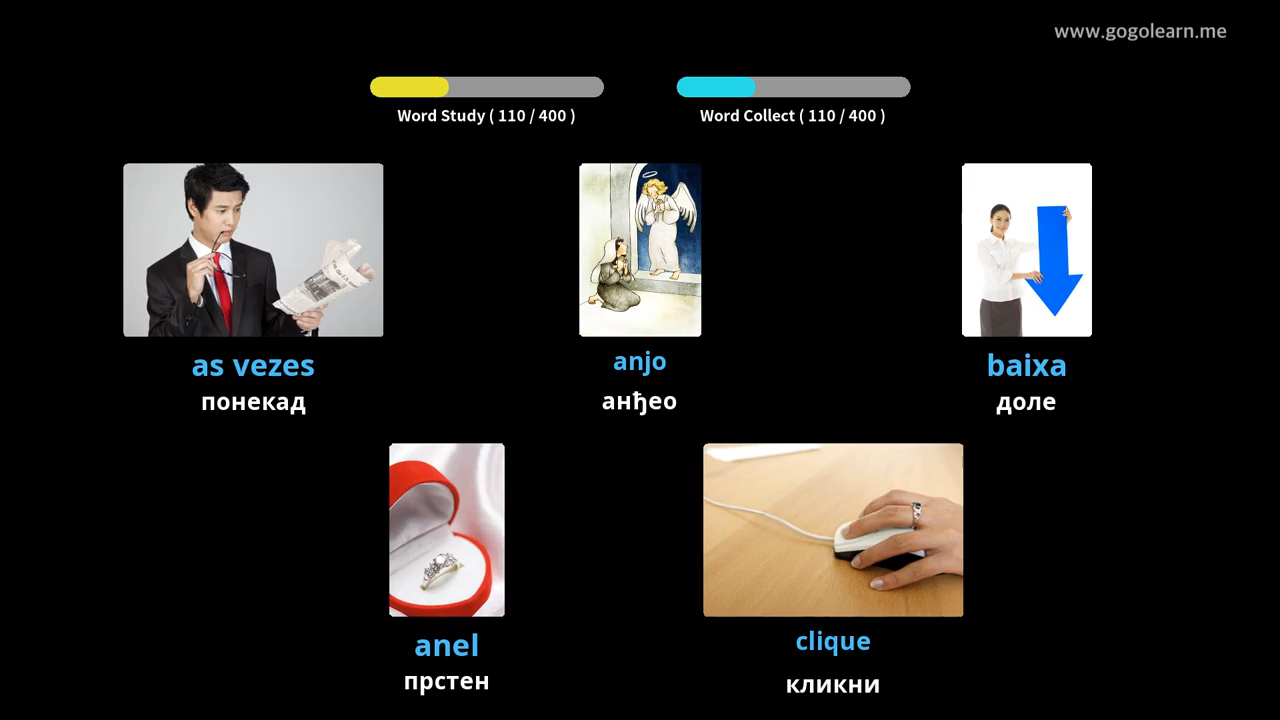 www.gogolearn.me
Word Study ( 110 / 400 )
Word Collect ( 110 / 400 )
as vezes
понекад
anjo
анђео
baixa
доле
anel
прстен
clique
кликни